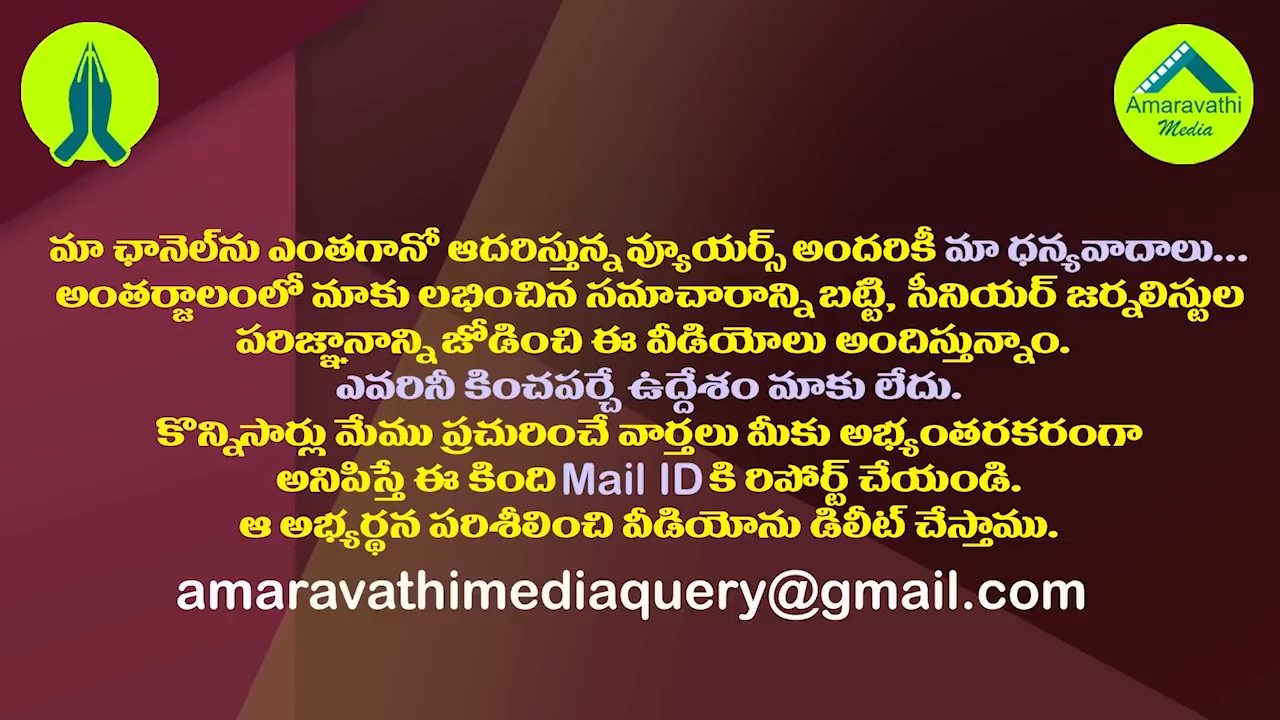 Amaravathi
Media
మా ఛానెల్‌ను ఎంతగానో ఆదరిస్తున్న వ్యూయర్స్ అందరికీ మా ధన్యవాదాలు...
అంతర్జాలంలో మాకు లభించిన సమాచారాన్ని బట్టి, సీనియర్ జర్నలిస్టుల
పరిజ్ఞానాన్ని జోడించి ఈ వీడియోలు అందిస్తున్నాం.
ఎవరినీ కించపర్చే ఉద్దేశం మాకు లేదు.
కొన్నిసార్లు మేము ప్రచురించే వార్తలు మీకు అభ్యంతరకరంగా
అనిపిస్తే ఈ కింది Mail ID కి రిపోర్ట్ చేయండి.
ఆ అభ్యర్థన పరిశీలించి వీడియోను డిలీట్ చేస్తాము.
amaravathimediaquery@gmail.com